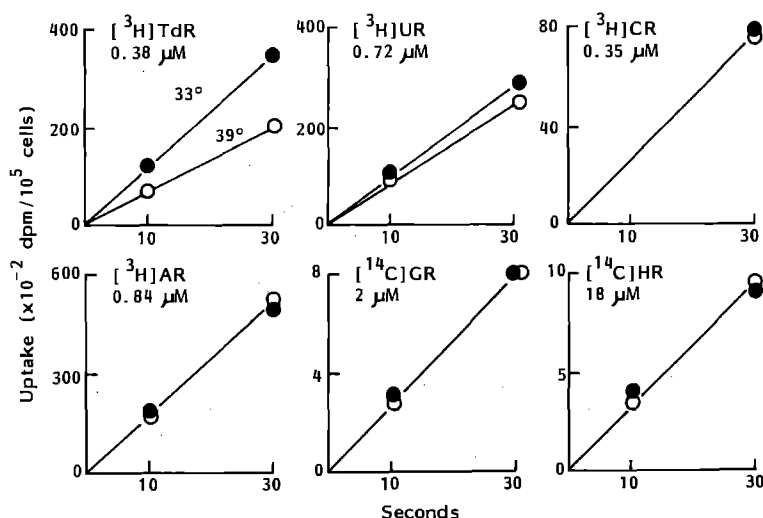 Uptake (x10⁻² dpm/10⁵ cells)
[³H]TdR
0.38 µM
33°
39°
400
200
0
10
30
[³H]UR
0.72 µM
400
200
0
10
30
[³H]CR
0.35 µM
80
40
0
10
30
[³H]AR
0.84 µM
600
300
0
10
30
[¹⁴C]GR
2 µM
8
4
0
10
30
[¹⁴C]HR
18 µM
10
5
0
10
30
Seconds